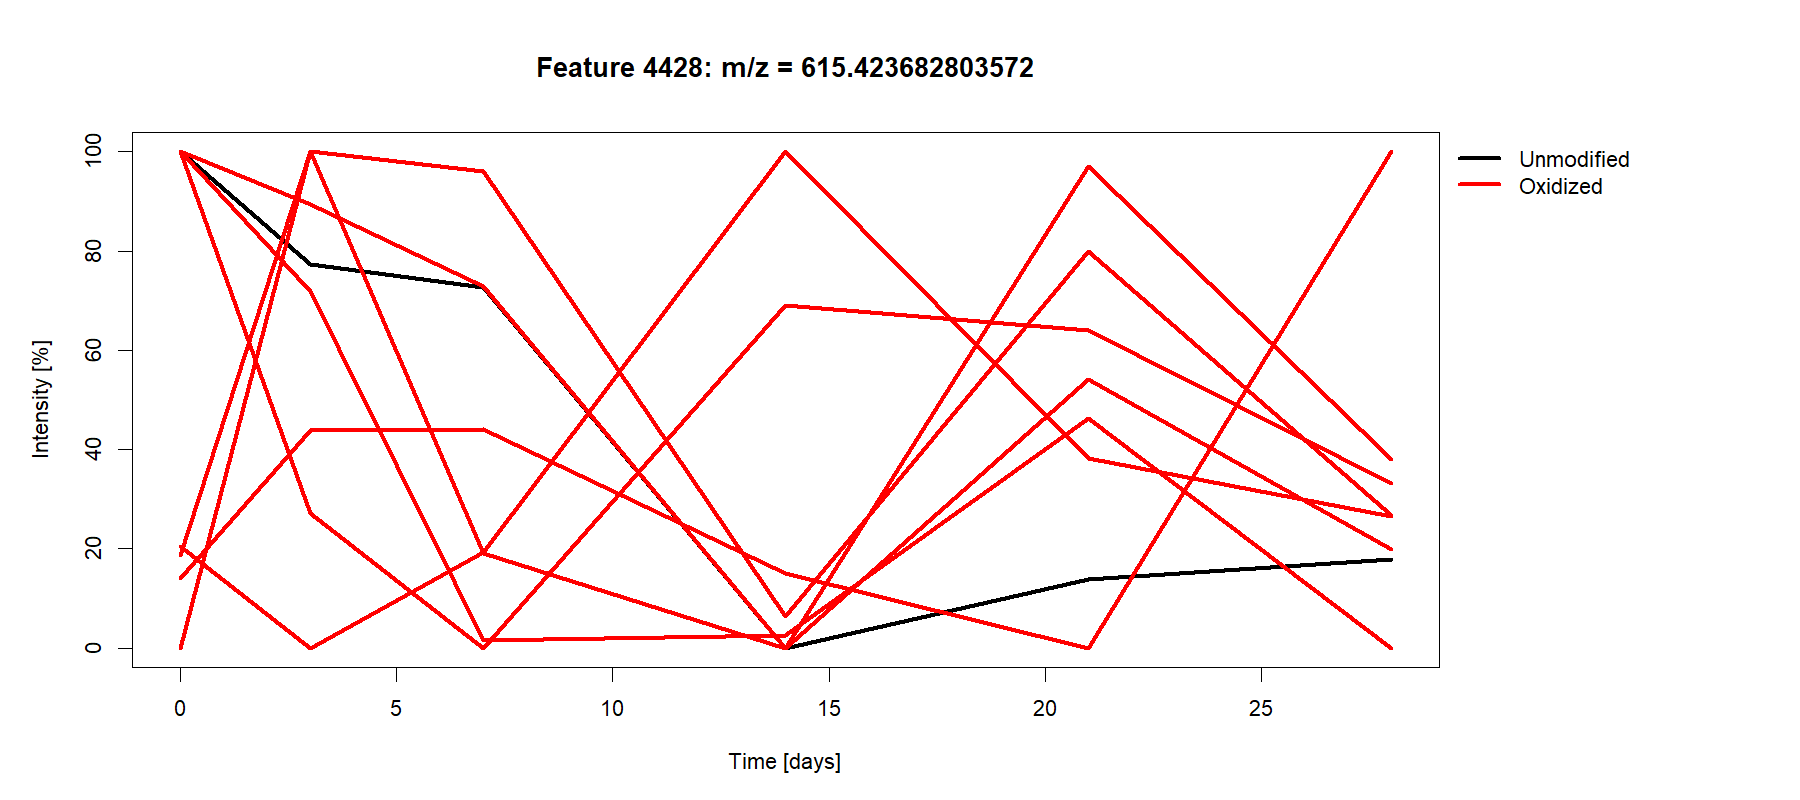 Feature 4428: m/z = 615.423682803572
Unmodified
Oxidized
Intensity [%]
100
80
60
40
20
0
0 5 10 15 20 25
Time [days]